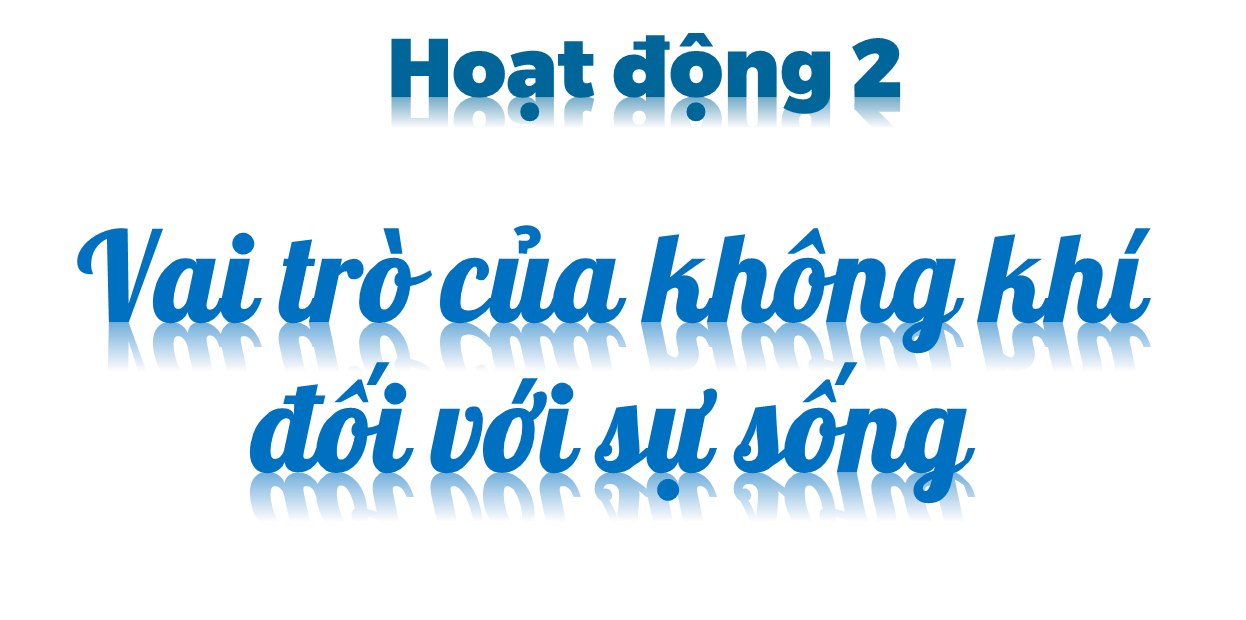 Hoạt động 2
Vai trò của không khí
đối với sự sống